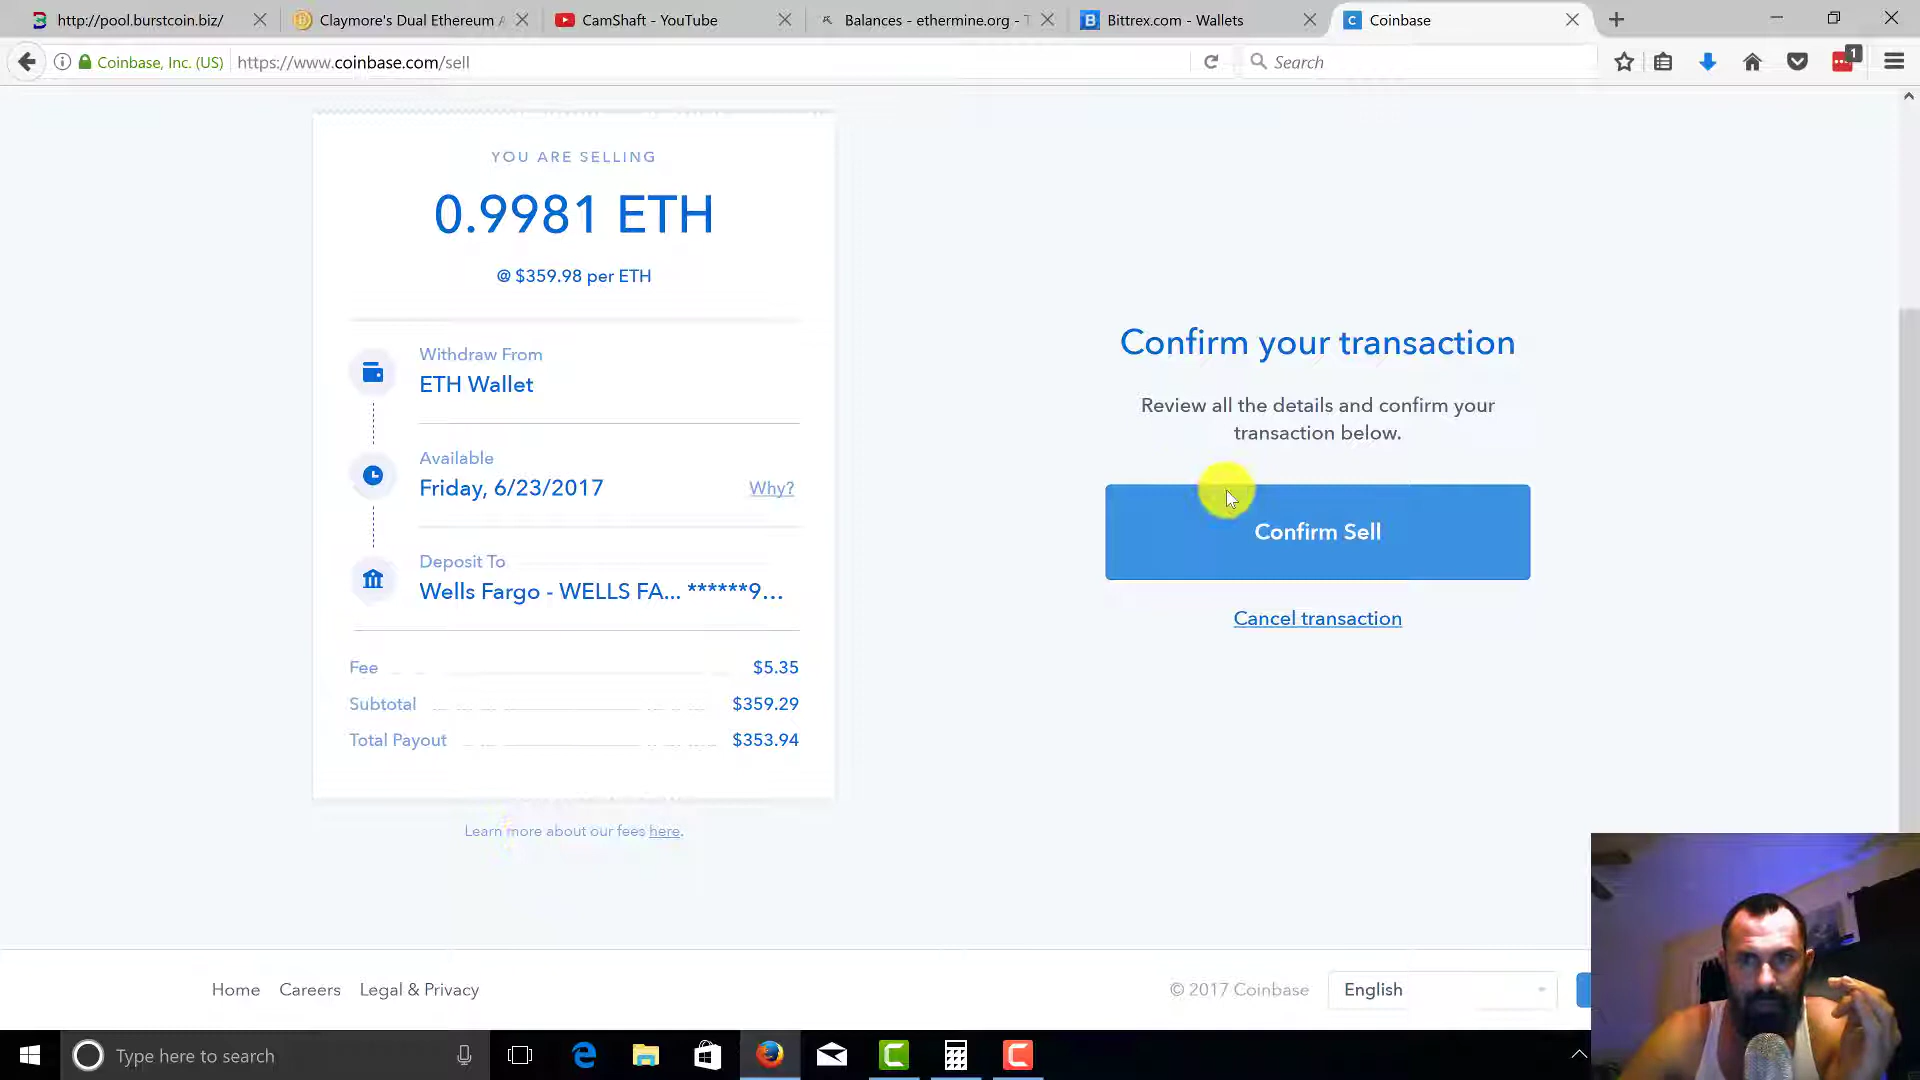 http://pool.burstcoin.biz/
Claymore's Dual Ethereum
CamShaft - YouTube
Balances - ethermine.org -
Bittrex.com - Wallets
Coinbase
Coinbase, Inc. (US)
https://www.coinbase.com/sell
Search
1
YOU ARE SELLING
0.9981 ETH
@ $359.98 per ETH
Withdraw From
ETH Wallet
Available
Friday, 6/23/2017
Why?
Deposit To
Wells Fargo - WELLS FA... ******9...
Fee
$5.35
Subtotal
$359.29
Total Payout
$353.94
Learn more about our fees here.
Confirm your transaction
Review all the details and confirm your
transaction below.
Confirm Sell
Cancel transaction
Home
Careers
Legal & Privacy
© 2017 Coinbase
English
Type here to search